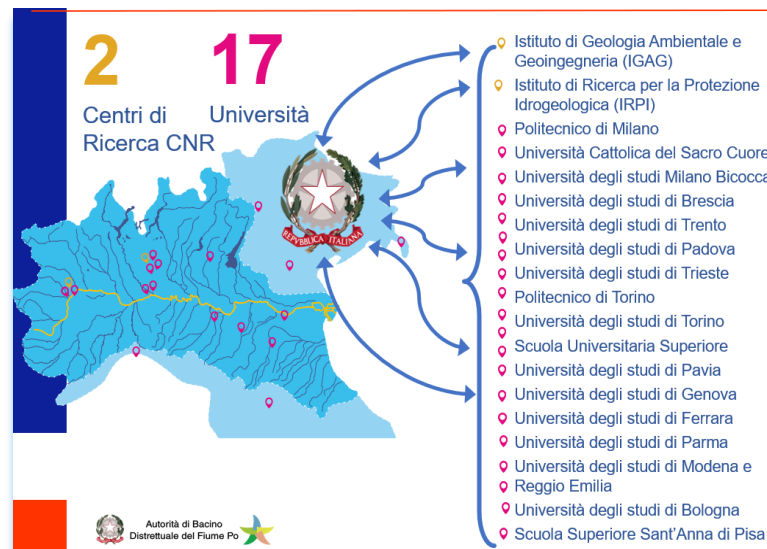 2
Centri di
Ricerca CNR
17
Università
REPVBBLICA ITALIANA
Istituto di Geologia Ambientale e
Geoingegneria (IGAG)
Istituto di Ricerca per la Protezione
Idrogeologica (IRPI)
Politecnico di Milano
Università Cattolica del Sacro Cuore
Università degli studi Milano Bicocca
Università degli studi di Brescia
Università degli studi di Trento
Università degli studi di Padova
Università degli studi di Trieste
Politecnico di Torino
Università degli studi di Torino
Scuola Universitaria Superiore
Università degli studi di Pavia
Università degli studi di Genova
Università degli studi di Ferrara
Università degli studi di Parma
Università degli studi di Modena e
Reggio Emilia
Università degli studi di Bologna
Scuola Superiore Sant'Anna di Pisa
Autorità di Bacino
Distrettuale del Fiume Po